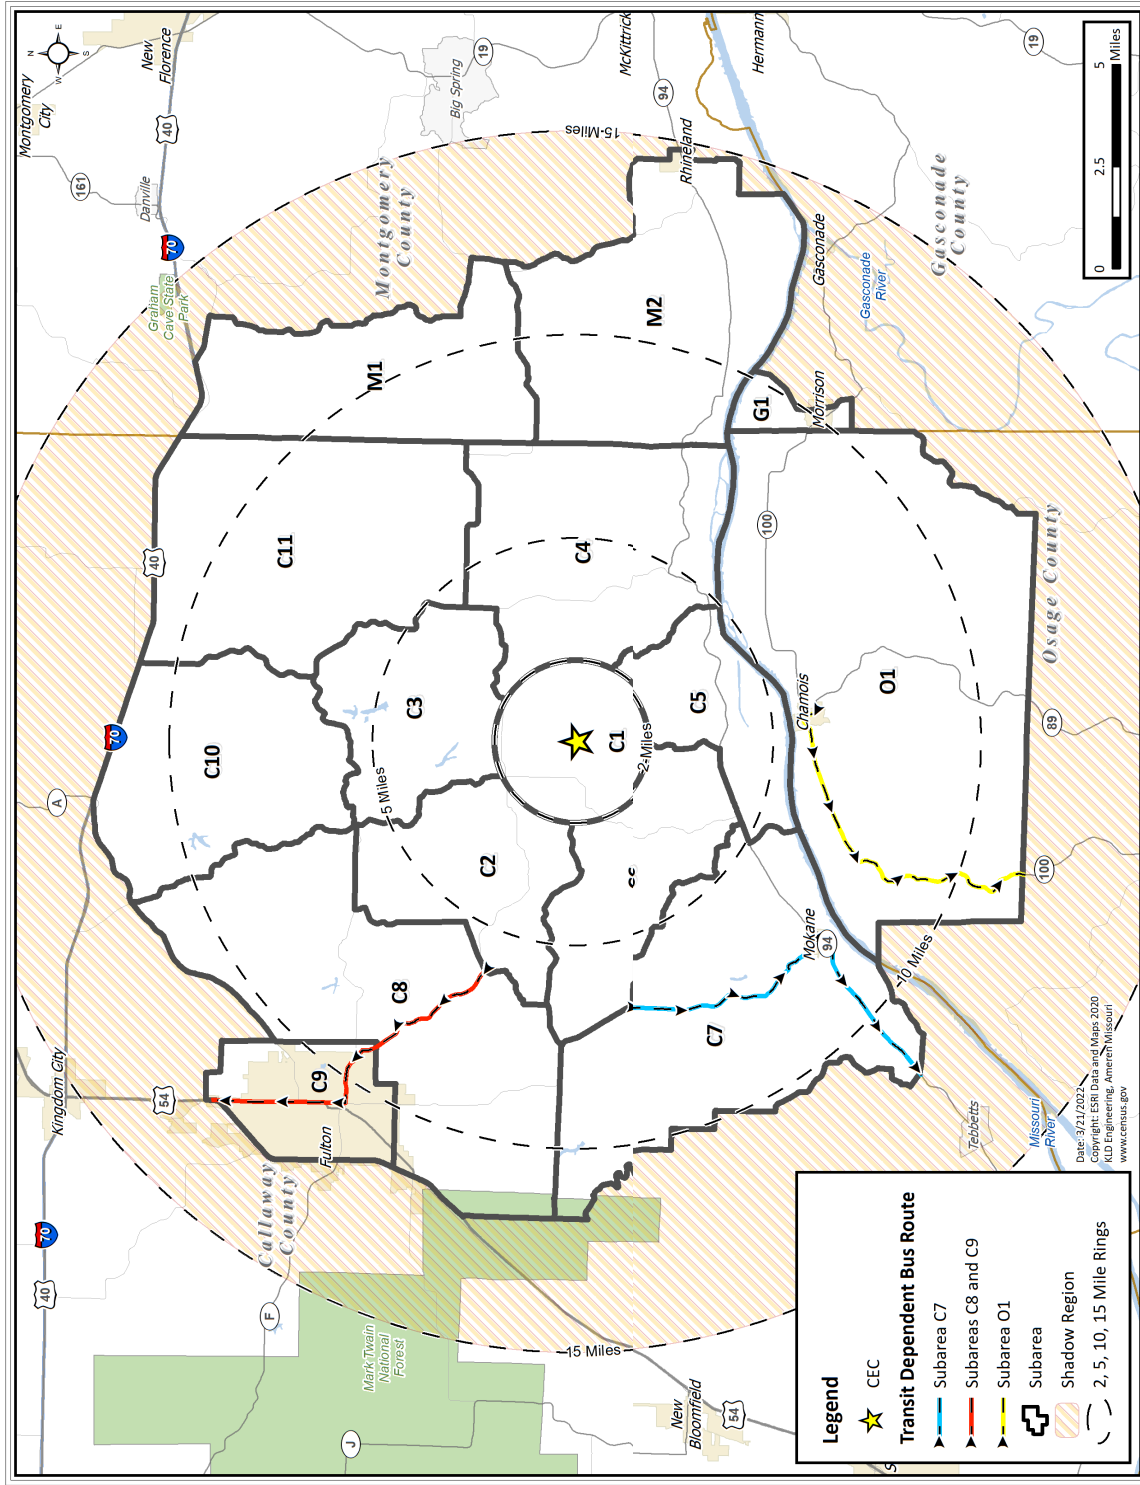 Montgomery
City
New
Florence
N
E
S
W
161
Danville
40
70
Graham
Cave State
Park
Montgomery
County
Big Spring
19
McKittrick
94
Hermann
19
Rhineland
15-Miles
Gasconade
Gasconade
River
Gasconade
County
0
2.5
5
Miles
M1
M2
G1
Morrison
100
40
C11
C4
Osage County
70
A
C10
C3
5 Miles
C2
C1
2-Miles
C5
Chamois
O1
89
100
Kingdom City
54
C8
C9
Fulton
Callaway
County
C7
Mokane
94
10 Miles
Tebbetts
Missouri
River
70
40
F
Mark Twain
National
Forest
J
15 Miles
New
Bloomfield
54
Date: 3/21/2022
Copyright: ESRI Data and Maps 2020
KLD Engineering, Ameren Missouri
www.census.gov
Legend
CEC
Transit Dependent Bus Route
Subarea C7
Subareas C8 and C9
Subarea O1
Subarea
Shadow Region
2, 5, 10, 15 Mile Rings